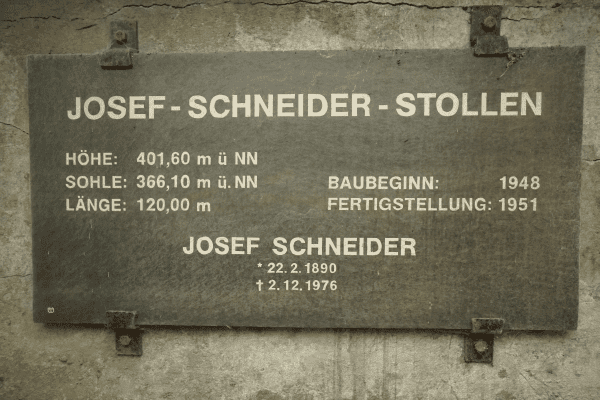 JOSEF - SCHNEIDER - STOLLEN
HÖHE: 401,60 m ü NN
SOHLE: 366,10 m ü. NN
LÄNGE: 120,00 m
BAUBEGINN: 1948
FERTIGSTELLUNG: 1951
JOSEF SCHNEIDER
* 22. 2. 1890
† 2. 12. 1976